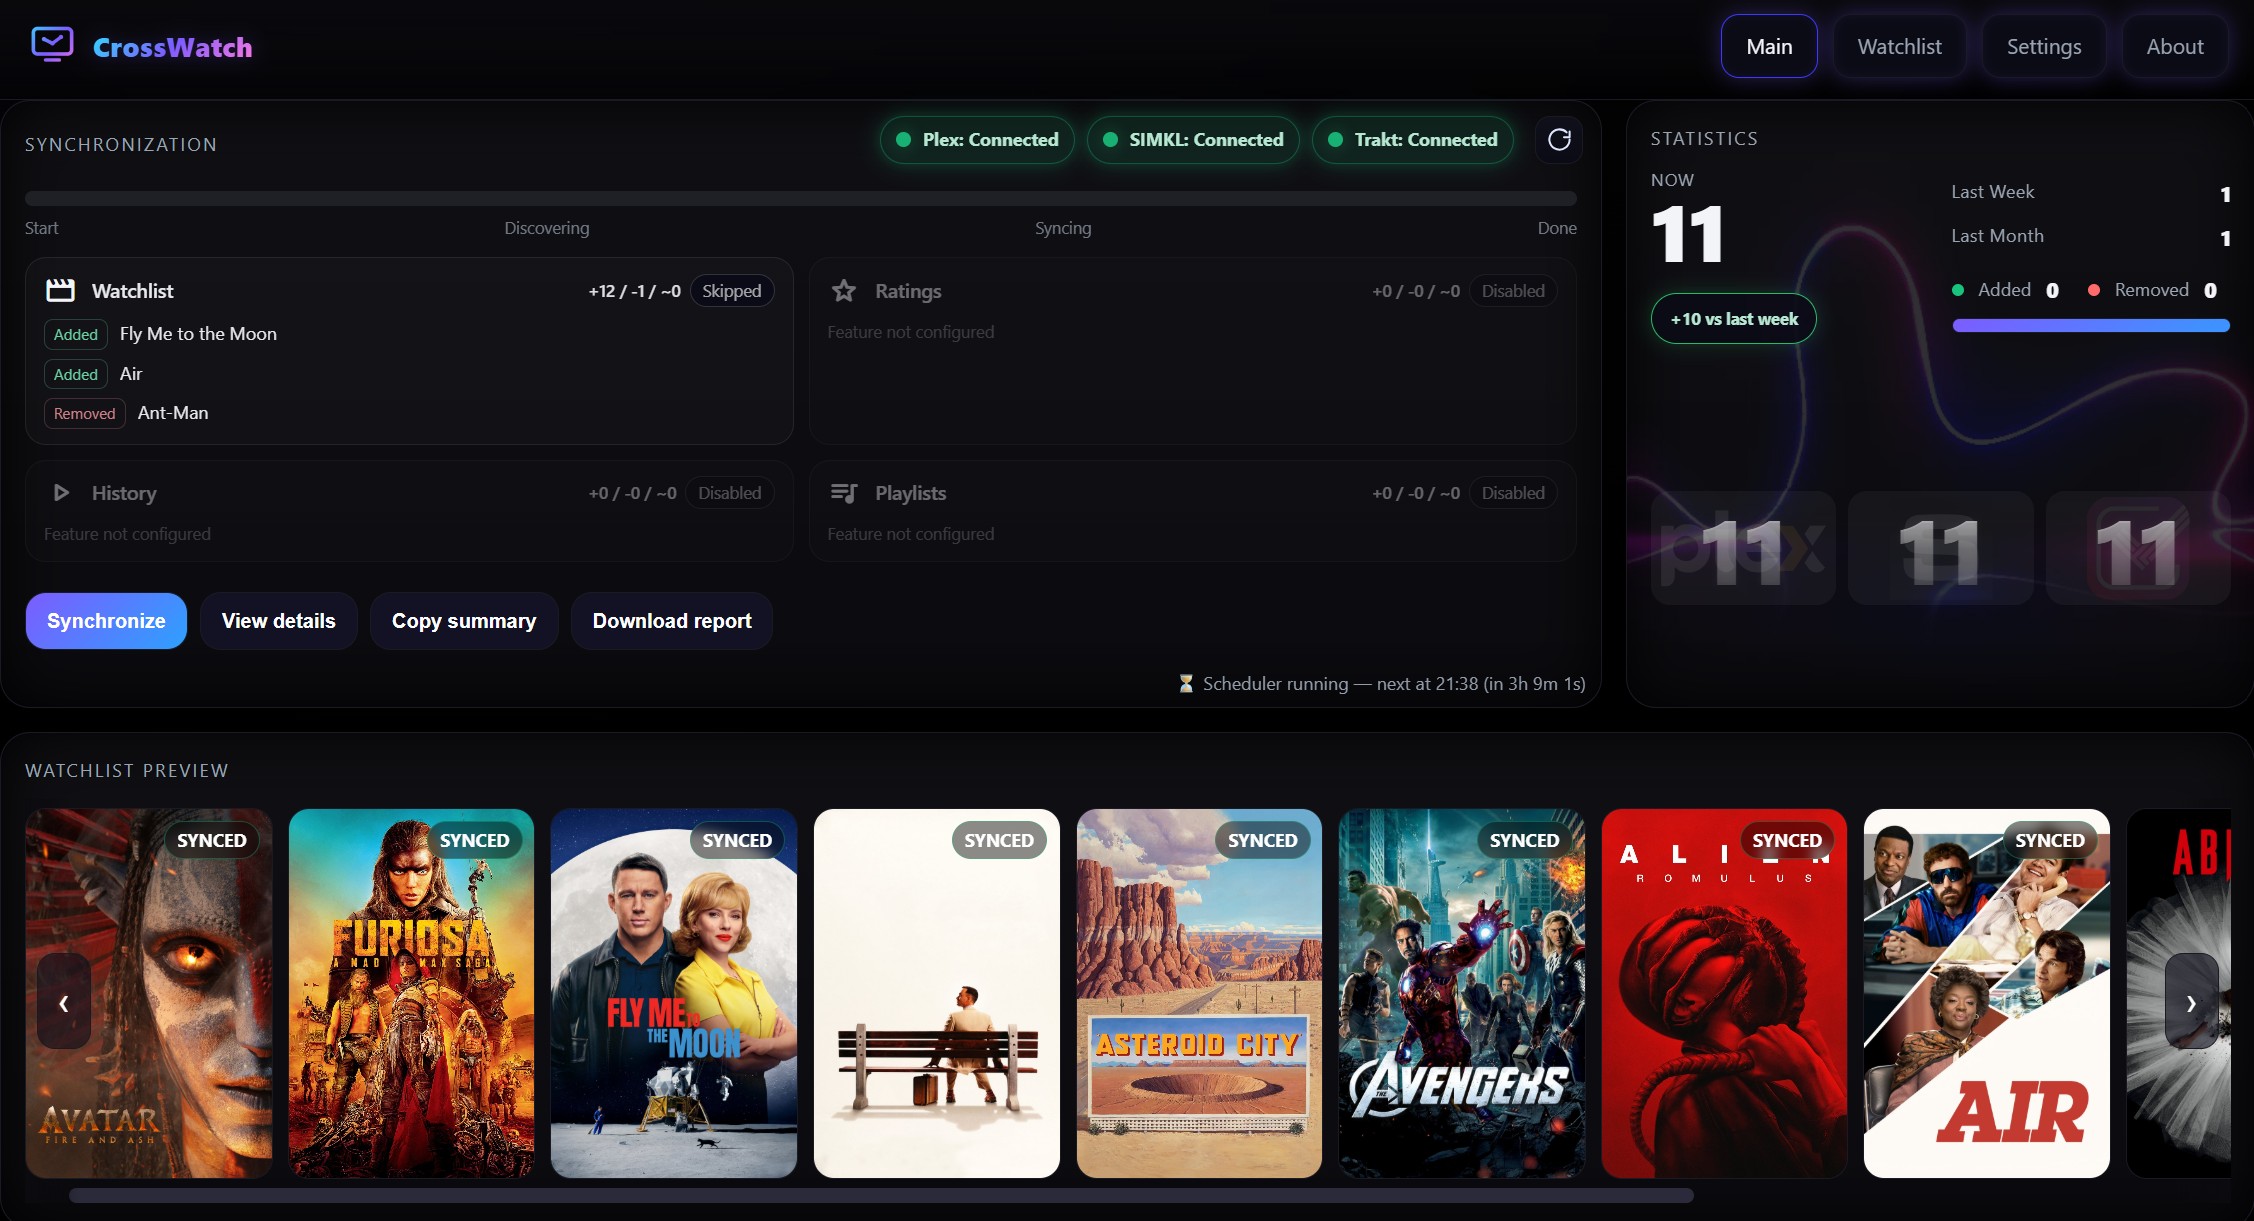 CrossWatch
Main
Watchlist
Settings
About
SYNCHRONIZATION
Plex: Connected
SIMKL: Connected
Trakt: Connected
Start
Discovering
Syncing
Done
Watchlist
+12 / -1 / ~0
Skipped
Added
Fly Me to the Moon
Added
Air
Removed
Ant-Man
Ratings
+0 / -0 / ~0
Disabled
Feature not configured
History
+0 / -0 / ~0
Disabled
Feature not configured
Playlists
+0 / -0 / ~0
Disabled
Feature not configured
Synchronize
View details
Copy summary
Download report
⏳ Scheduler running — next at 21:38 (in 3h 9m 1s)
STATISTICS
NOW
11
+10 vs last week
Last Week
1
Last Month
1
Added
0
Removed
0
plex
11
11
11
WATCHLIST PREVIEW
SYNCED
AVATAR
FIRE AND ASH
SYNCED
FURIOSA
A MAD MAX SAGA
SYNCED
FLY ME TO
THE MOON
SYNCED
SYNCED
ASTEROID CITY
SYNCED
THE AVENGERS
SYNCED
ALIEN
ROMULUS
SYNCED
AIR
AB